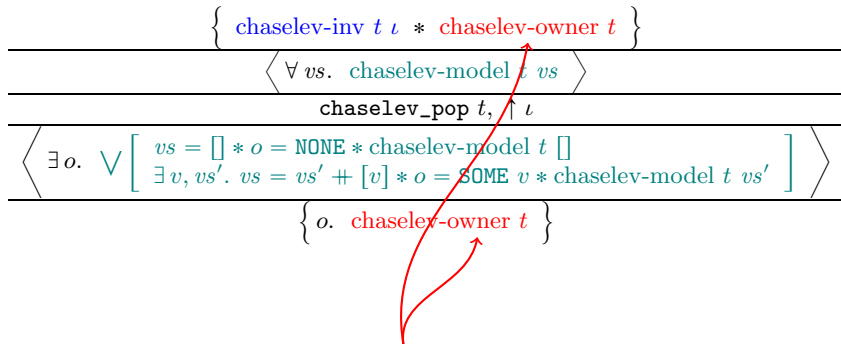 { chaselev-inv t ι * chaselev-owner t }
⟨ ∀ vs. chaselev-model t vs ⟩
chaselev_pop t, ↑ ι
⟨ ∃ o. ⋁ [ vs = [] * o = NONE * chaselev-model t []
∃ v, vs′. vs = vs′ ++ [v] * o = SOME v * chaselev-model t vs′ ] ⟩
{ o. chaselev-owner t }